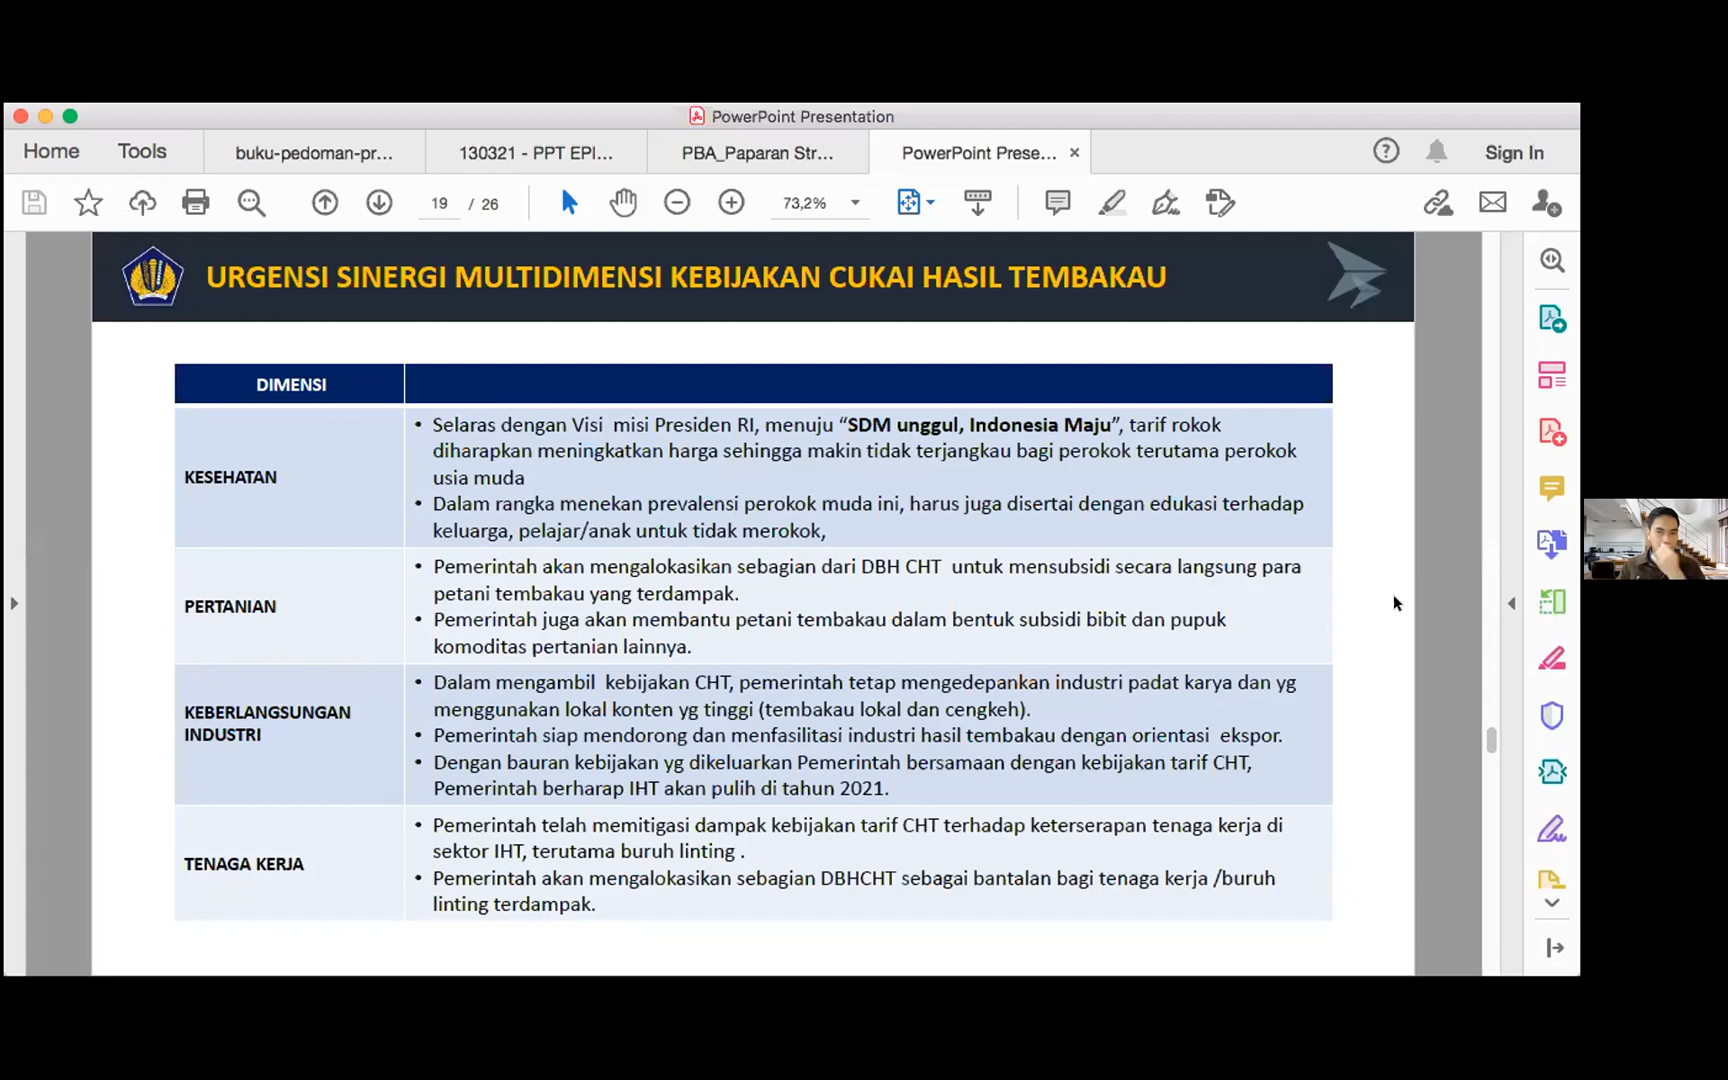 PowerPoint Presentation
Home
Tools
buku-pedoman-pr...
130321 - PPT EPI...
PBA_Paparan Str...
PowerPoint Prese...
Sign In
19 / 26
73,2%
URGENSI SINERGI MULTIDIMENSI KEBIJAKAN CUKAI HASIL TEMBAKAU
DIMENSI
KESEHATAN
• Selaras dengan Visi misi Presiden RI, menuju “SDM unggul, Indonesia Maju”, tarif rokok
diharapkan meningkatkan harga sehingga makin tidak terjangkau bagi perokok terutama perokok
usia muda
• Dalam rangka menekan prevalensi perokok muda ini, harus juga disertai dengan edukasi terhadap
keluarga, pelajar/anak untuk tidak merokok,
PERTANIAN
• Pemerintah akan mengalokasikan sebagian dari DBH CHT untuk mensubsidi secara langsung para
petani tembakau yang terdampak.
• Pemerintah juga akan membantu petani tembakau dalam bentuk subsidi bibit dan pupuk
komoditas pertanian lainnya.
KEBERLANGSUNGAN
INDUSTRI
• Dalam mengambil kebijakan CHT, pemerintah tetap mengedepankan industri padat karya dan yg
menggunakan lokal konten yg tinggi (tembakau lokal dan cengkeh).
• Pemerintah siap mendorong dan menfasilitasi industri hasil tembakau dengan orientasi ekspor.
• Dengan bauran kebijakan yg dikeluarkan Pemerintah bersamaan dengan kebijakan tarif CHT,
Pemerintah berharap IHT akan pulih di tahun 2021.
TENAGA KERJA
• Pemerintah telah memitigasi dampak kebijakan tarif CHT terhadap keterserapan tenaga kerja di
sektor IHT, terutama buruh linting .
• Pemerintah akan mengalokasikan sebagian DBHCHT sebagai bantalan bagi tenaga kerja /buruh
linting terdampak.